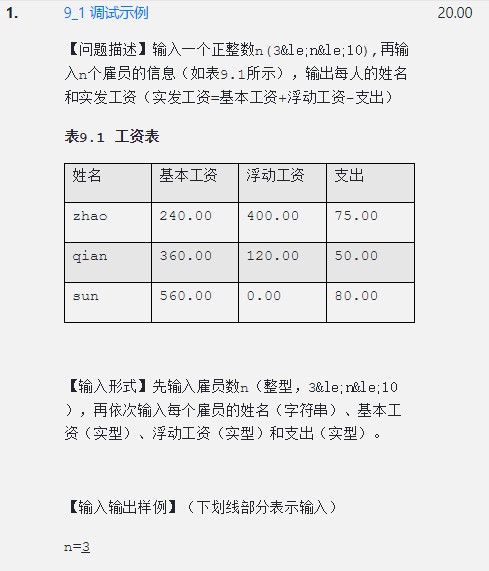 1. 9_1 调试示例 20.00
【问题描述】输入一个正整数n(3&le;n&le;10),再输
入n个雇员的信息（如表9.1所示），输出每人的姓名
和实发工资（实发工资=基本工资+浮动工资-支出）
表9.1 工资表
姓名 基本工资 浮动工资 支出
zhao 240.00 400.00 75.00
qian 360.00 120.00 50.00
sun 560.00 0.00 80.00
【输入形式】先输入雇员数n（整型，3&le;n&le;10
），再依次输入每个雇员的姓名（字符串）、基本工
资（实型）、浮动工资（实型）和支出（实型）。
【输入输出样例】（下划线部分表示输入）
n=3